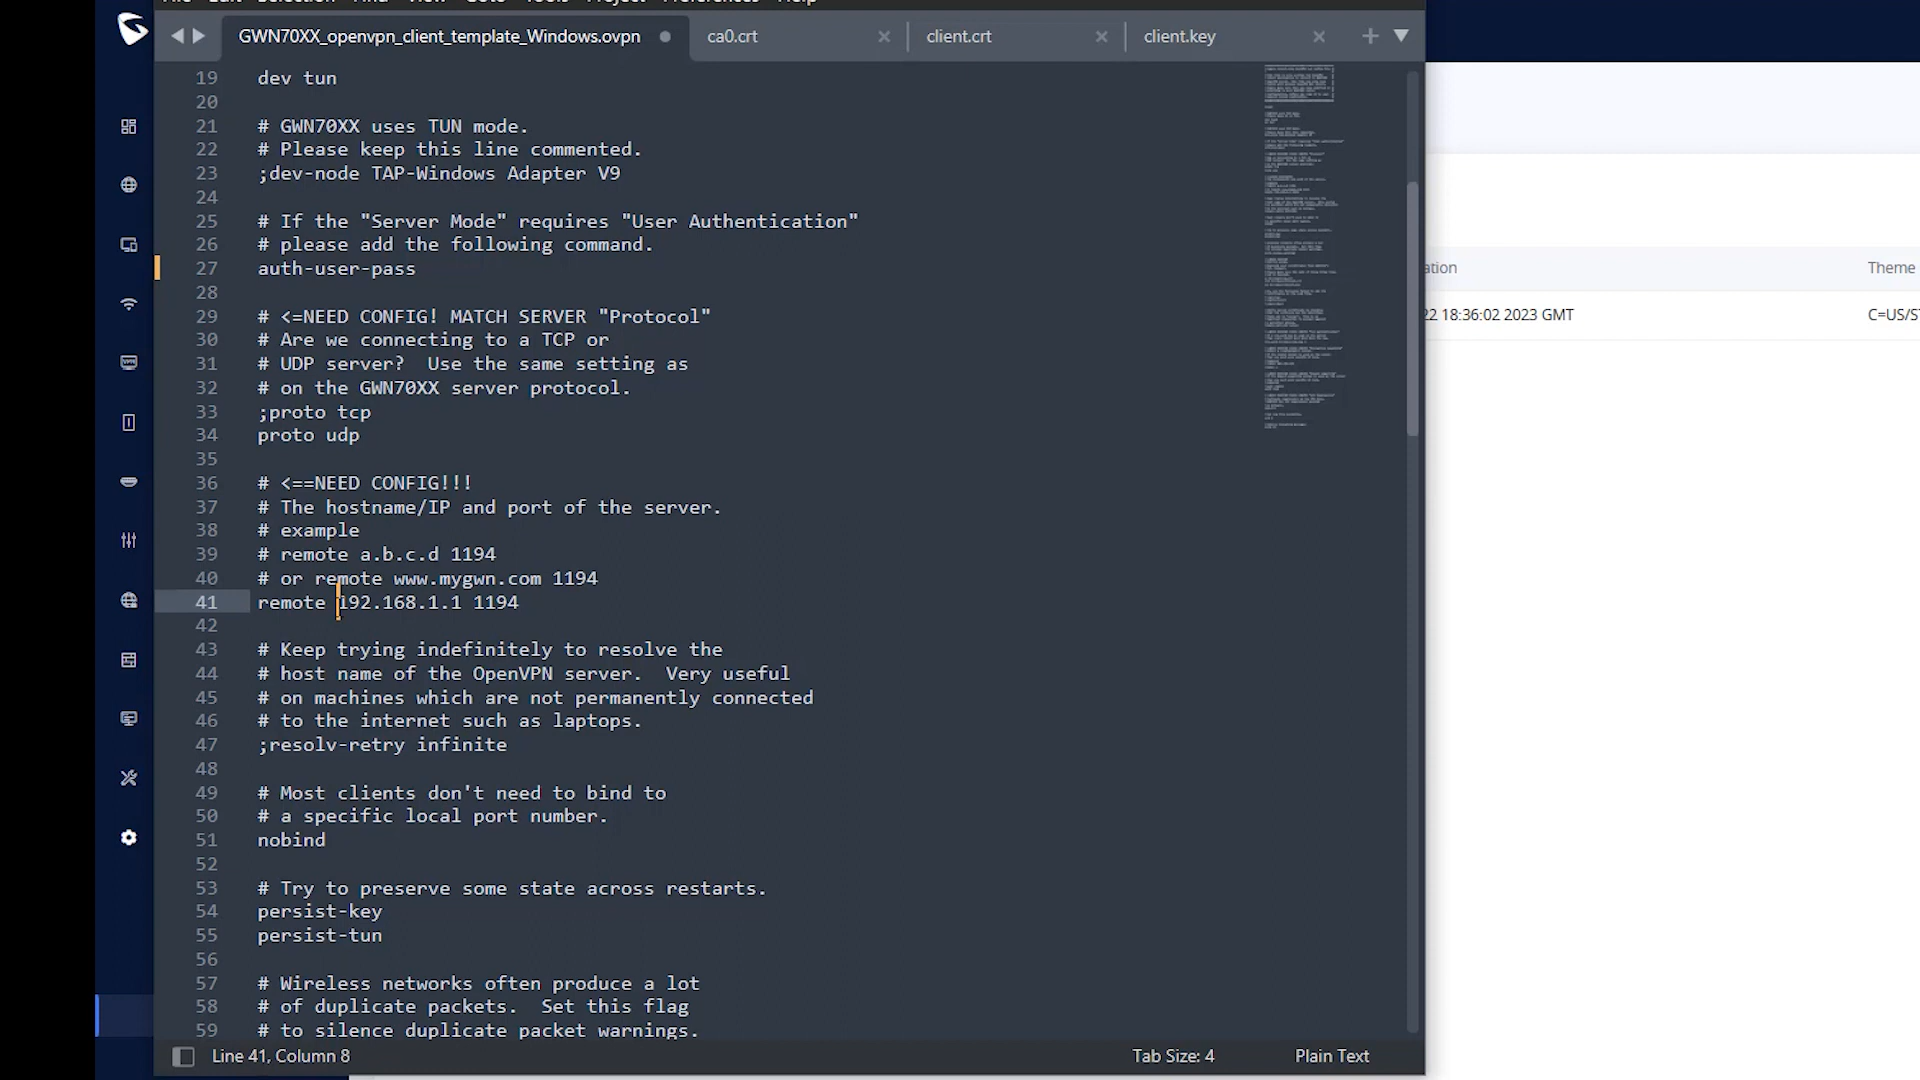 GWN70XX_openvpn_client_template_Windows.ovpn
ca0.crt
client.crt
client.key
19 dev tun
20
21 # GWN70XX uses TUN mode.
22 # Please keep this line commented.
23 ;dev-node TAP-Windows Adapter V9
24
25 # If the "Server Mode" requires "User Authentication"
26 # please add the following command.
27 auth-user-pass
28
29 # <=NEED CONFIG! MATCH SERVER "Protocol"
30 # Are we connecting to a TCP or
31 # UDP server?  Use the same setting as
32 # on the GWN70XX server protocol.
33 ;proto tcp
34 proto udp
35
36 # <==NEED CONFIG!!!
37 # The hostname/IP and port of the server.
38 # example
39 # remote a.b.c.d 1194
40 # or remote www.mygwn.com 1194
41 remote 192.168.1.1 1194
42
43 # Keep trying indefinitely to resolve the
44 # host name of the OpenVPN server.  Very useful
45 # on machines which are not permanently connected
46 # to the internet such as laptops.
47 ;resolv-retry infinite
48
49 # Most clients don't need to bind to
50 # a specific local port number.
51 nobind
52
53 # Try to preserve some state across restarts.
54 persist-key
55 persist-tun
56
57 # Wireless networks often produce a lot
58 # of duplicate packets.  Set this flag
59 # to silence duplicate packet warnings.
Line 41, Column 8
Tab Size: 4
Plain Text
ation
Theme
22 18:36:02 2023 GMT
C=US/S